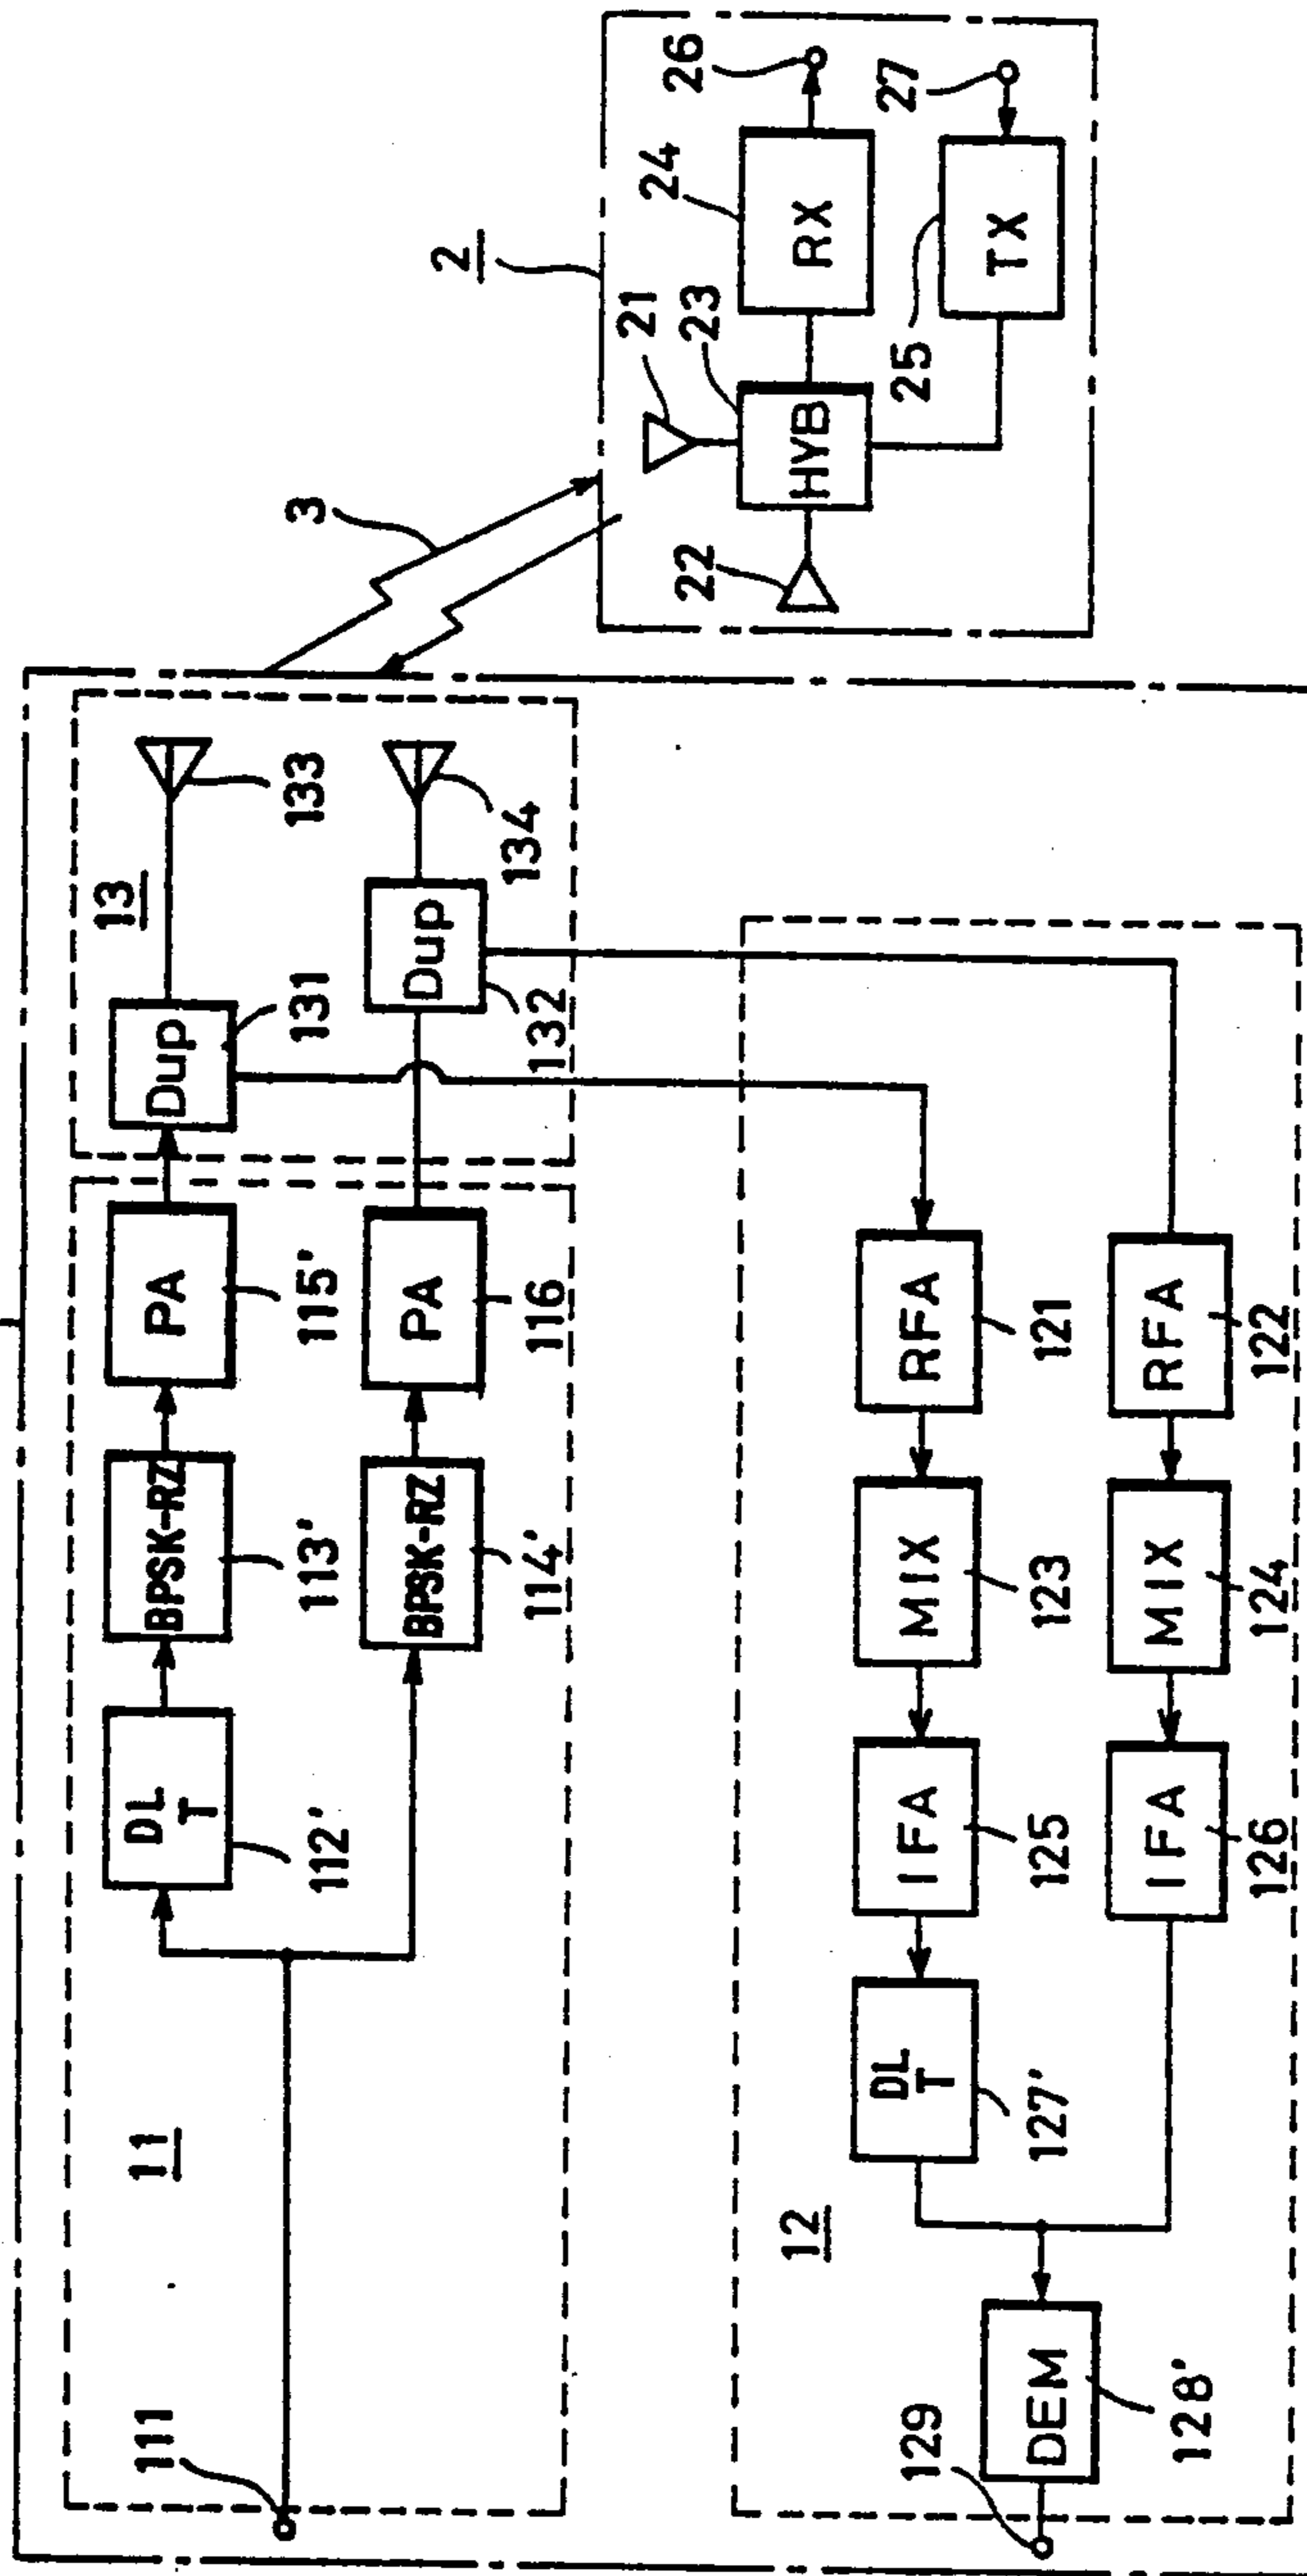 111
11
DL
T
112'
BPSK-RZ
113'
PA
115'
BPSK-RZ
114'
PA
116
13
Dup
131
133
Dup
132
134
3
2
21
22
HYB
23
RX
24
26
TX
25
27
12
RFA
121
MIX
123
IFA
125
DL
T
127'
RFA
122
MIX
124
IFA
126
DEM
128'
129